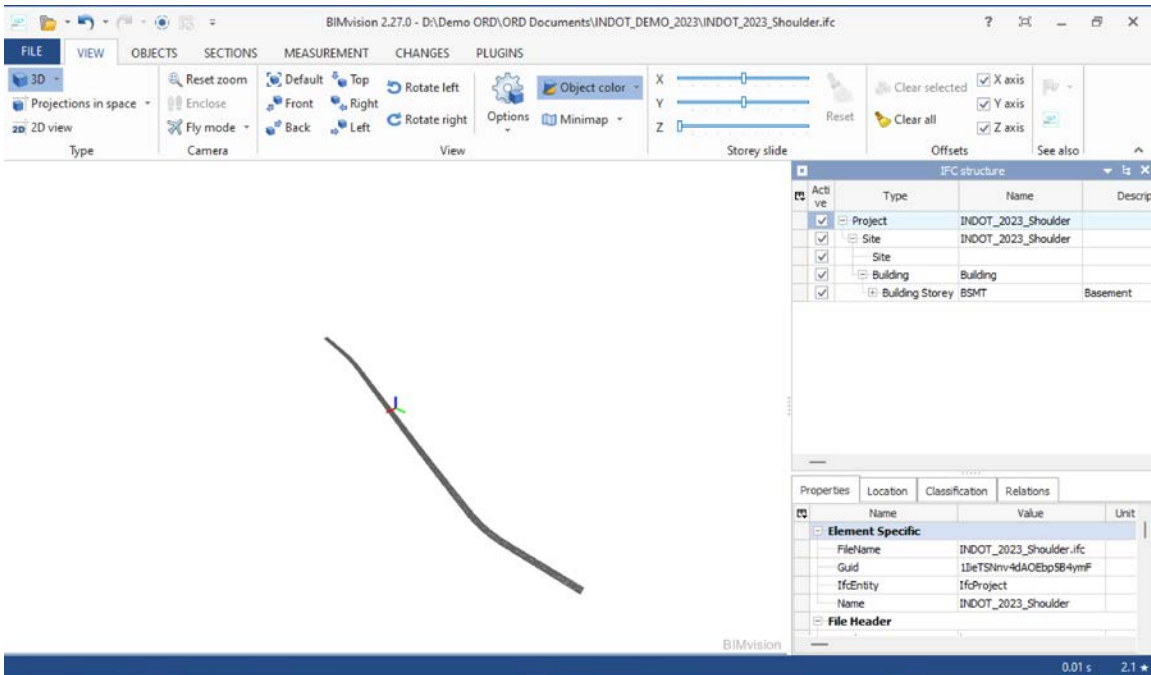 BIMvision 2.27.0 - D:\Demo ORD\ORD Documents\INDOT_DEMO_2023\INDOT_2023_Shoulder.ifc
FILE VIEW OBJECTS SECTIONS MEASUREMENT CHANGES PLUGINS
3D Reset zoom Default Top Rotate left Object color X Clear selected X axis
Projections in space Enclose Front Right Options Y Reset Y axis
2D 2D view Fly mode Back Left Rotate right Minimap Z Clear all Z axis
Type Camera View Storey slide Offsets See also
IFC structure
Active Type Name Descrip
Project INDOT_2023_Shoulder
Site INDOT_2023_Shoulder
Site
Building Building
Building Storey BSMT Basement
Properties Location Classification Relations
Name Value Unit
Element Specific
FileName INDOT_2023_Shoulder.ifc
Guid
IfcEntity IfcProject
Name INDOT_2023_Shoulder
File Header
BIMvision
0.01 s 2.1 ★